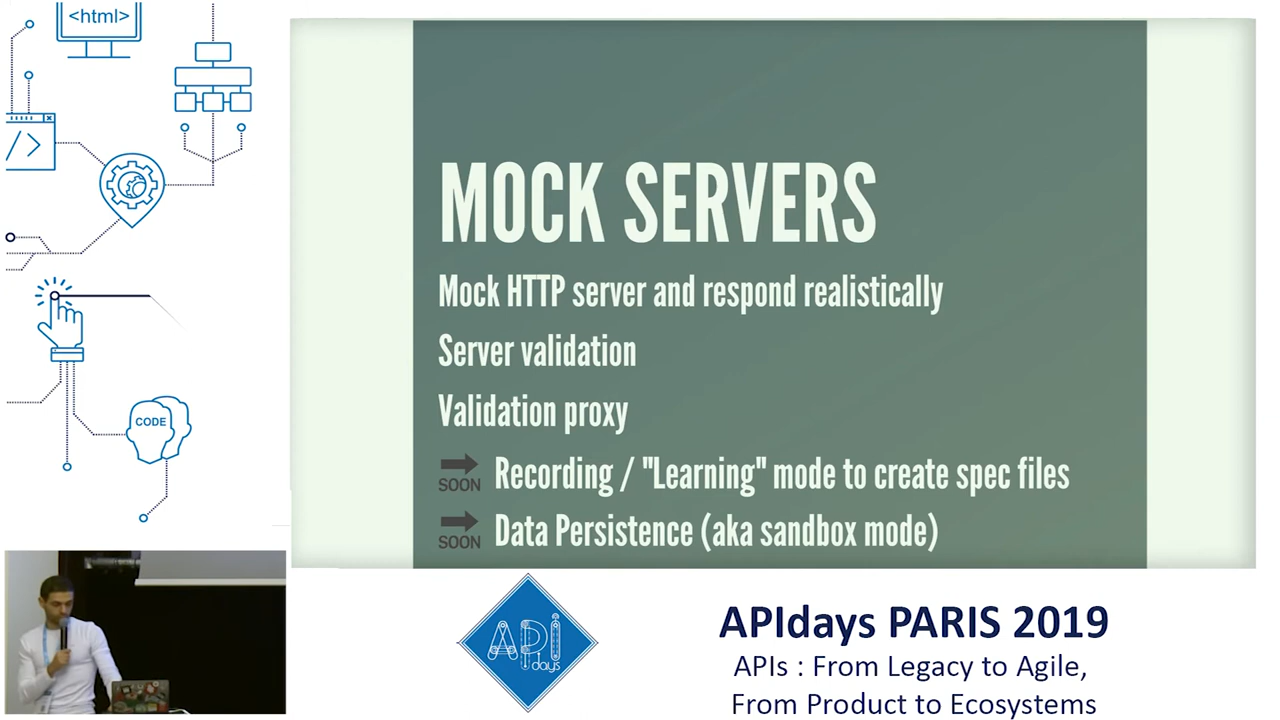 <html>
</>
CODE
MOCK SERVERS
Mock HTTP server and respond realistically
Server validation
Validation proxy
SOON Recording / "Learning" mode to create spec files
SOON Data Persistence (aka sandbox mode)
API
days
APIdays PARIS 2019
APIs : From Legacy to Agile,
From Product to Ecosystems